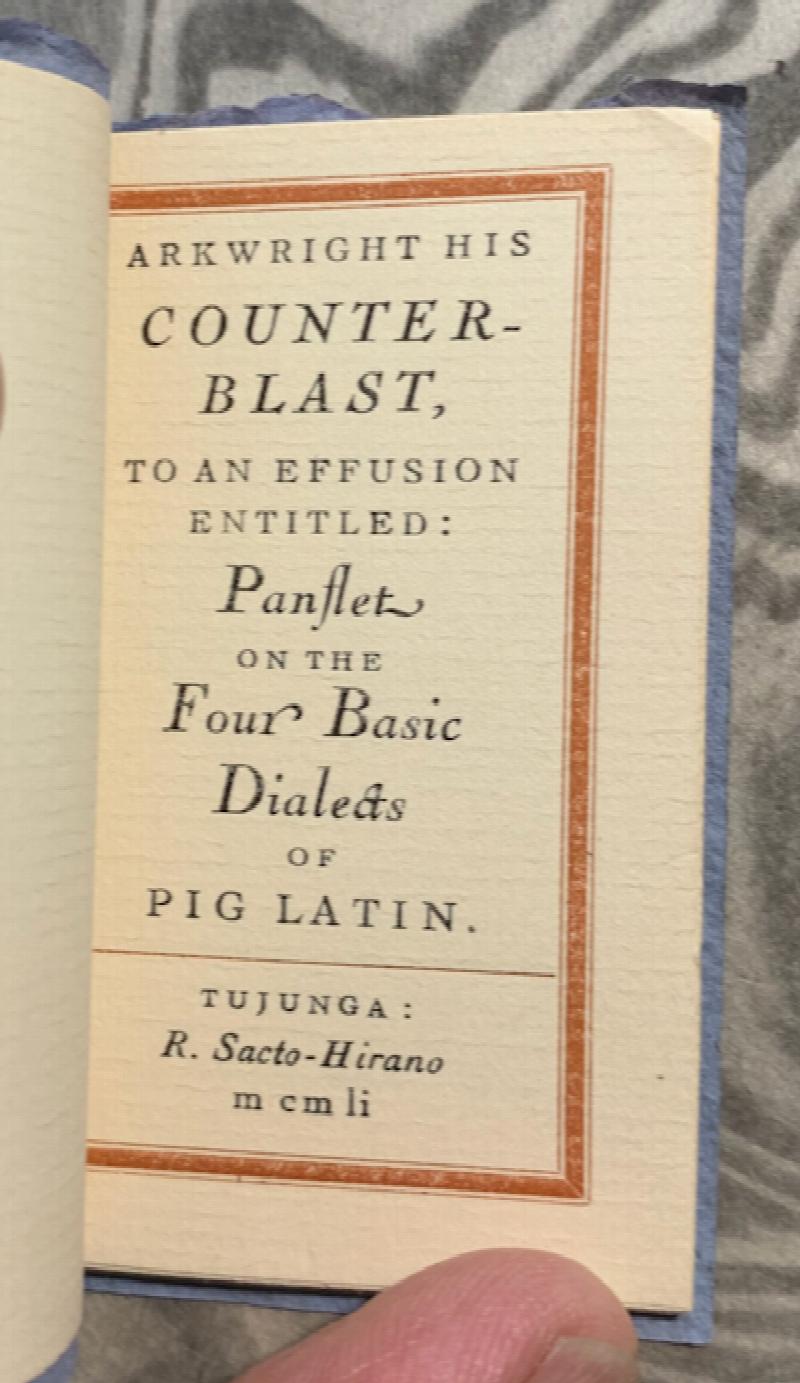 ARKWRIGHT HIS
COUNTER-
BLAST,
TO AN EFFUSION
ENTITLED:
Panflet
ON THE
Four Basic
Dialects
OF
PIG LATIN.
TUJUNGA:
R. Sacto-Hirano
m cm li